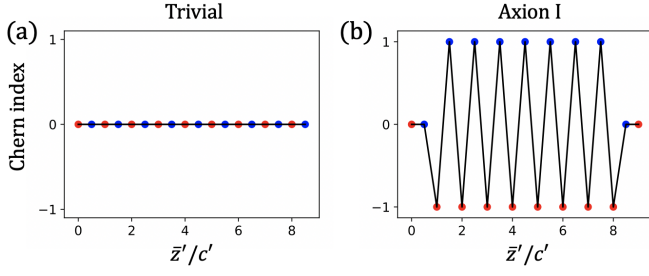 Trivial
Axion I
(a)
(b)
Cherm index
1
0
−1
0 2 4 6 8
z̄′/c′
1
0
−1
0 2 4 6 8
z̄′/c′